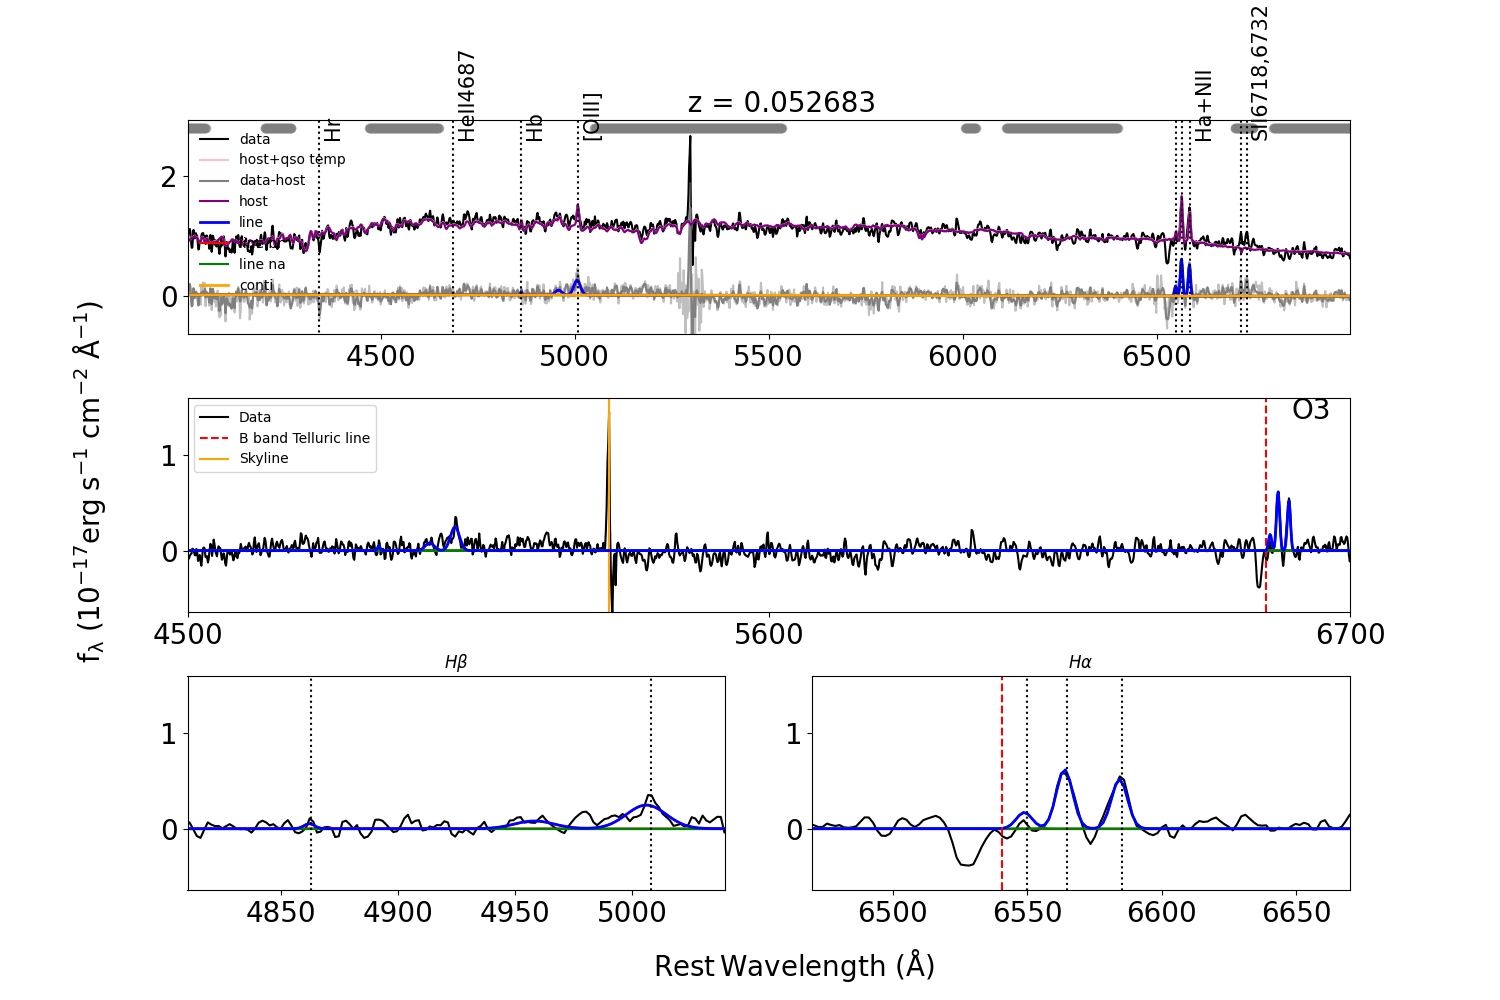 z = 0.052683
Hr
HeII4687
Hb
[OIII]
Ha+NII
SII6718,6732
data
host+qso temp
data-host
host
line
line na
conti
2
0
4500 5000 5500 6000 6500
Data
B band Telluric line
Skyline
O3
1
0
4500 5600 6700
fλ (10⁻¹⁷erg s⁻¹ cm⁻² Å⁻¹)
Hβ
1
0
4850 4900 4950 5000
Hα
1
0
6500 6550 6600 6650
Rest Wavelength (Å)